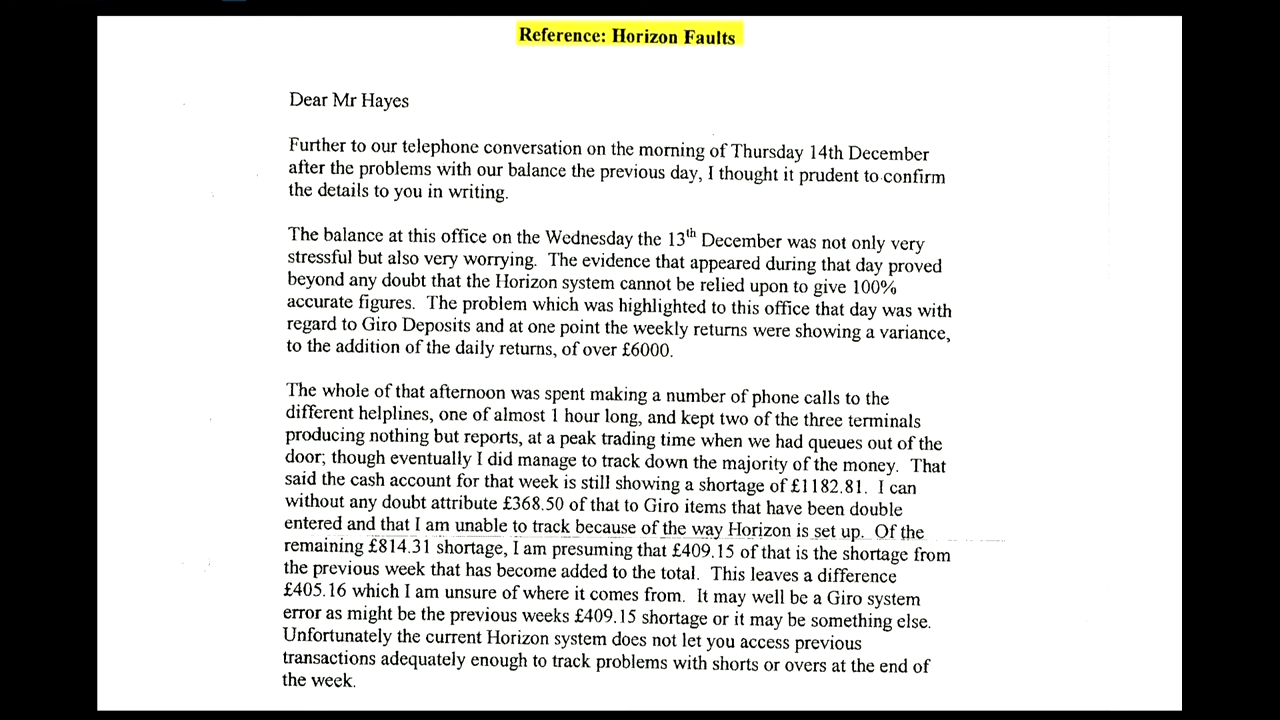 Reference: Horizon Faults
Dear Mr Hayes
Further to our telephone conversation on the morning of Thursday 14th December
after the problems with our balance the previous day, I thought it prudent to confirm
the details to you in writing.
The balance at this office on the Wednesday the 13th December was not only very
stressful but also very worrying. The evidence that appeared during that day proved
beyond any doubt that the Horizon system cannot be relied upon to give 100%
accurate figures. The problem which was highlighted to this office that day was with
regard to Giro Deposits and at one point the weekly returns were showing a variance,
to the addition of the daily returns, of over £6000.
The whole of that afternoon was spent making a number of phone calls to the
different helplines, one of almost 1 hour long, and kept two of the three terminals
producing nothing but reports, at a peak trading time when we had queues out of the
door; though eventually I did manage to track down the majority of the money. That
said the cash account for that week is still showing a shortage of £1182.81. I can
without any doubt attribute £368.50 of that to Giro items that have been double
entered and that I am unable to track because of the way Horizon is set up. Of the
remaining £814.31 shortage, I am presuming that £409.15 of that is the shortage from
the previous week that has become added to the total. This leaves a difference
£405.16 which I am unsure of where it comes from. It may well be a Giro system
error as might be the previous weeks £409.15 shortage or it may be something else.
Unfortunately the current Horizon system does not let you access previous
transactions adequately enough to track problems with shorts or overs at the end of
the week.